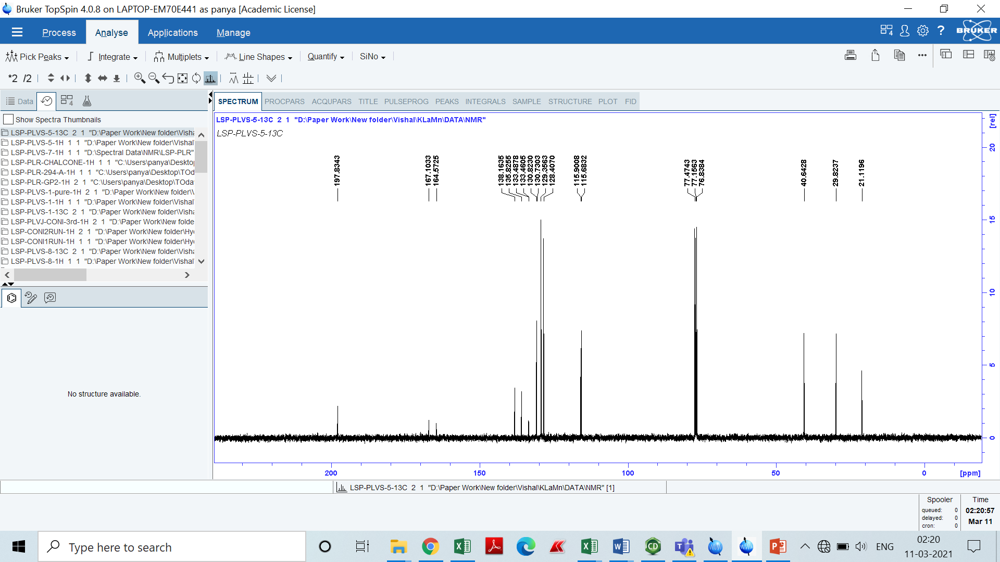 Bruker TopSpin 4.0.8 on LAPTOP-EM70E441 as panya [Academic License]
Process Analyse Applications Manage
4 ? BRUKER
Pick Peaks Integrate Multiplets Line Shapes Quantify SiNo
*2 /2
Data 4
SPECTRUM PROCPARS ACQUPARS TITLE PULSEPROG PEAKS INTEGRALS SAMPLE STRUCTURE PLOT FID
Show Spectra Thumbnails
LSP-PLVS-5-13C 2 1 "D:\Paper Work\New folder\Visha
LSP-PLVS-5-1H 1 1 "D:\Paper Work\New folder\Vishal
LSP-PLVS-7-1H 1 1 "D:\Spectral Data\NMR\LSP-PLR"
LSP-PLR-CHALCONE-1H 1 1 "C:\Users\panya\Desktop
LSP-PLR-294-A-1H 1 1 "C:\Users\panya\Desktop\TOd
LSP-PLR-GP2-1H 2 1 "C:\Users\panya\Desktop\TOda
LSP-PLVS-1-pure-1H 2 1 "D:\Paper Work\New folder\V
LSP-PLVS-1-1H 1 1 "D:\Paper Work\New folder\Vishal
LSP-PLVS-1-13C 2 1 "D:\Paper Work\New folder\Visha
LSP-PLVJ-CONI-3rd-1H 2 1 "D:\Paper Work\New folde
LSP-CONI2RUN-1H 2 1 "D:\Paper Work\New folder\Hyd
LSP-CONI1RUN-1H 1 1 "D:\Paper Work\New folder\Hyd
LSP-PLVS-8-13C 2 1 "D:\Paper Work\New folder\Visha
LSP-PLVS-8-1H 1 1 "D:\Paper Work\New folder\Vishal
No structure available.
LSP-PLVS-5-13C 2 1 "D:\Paper Work\New folder\Vishal\KLaMn\DATA\NMR"
LSP-PLVS-5-13C
197.8343
167.1033
164.5725
138.1635
135.8255
133.4878
133.4605
130.8230
130.7303
129.3563
128.4070
115.9008
115.6832
77.4743
77.1563
76.8384
40.6428
29.8237
21.1196
[rel]
20
15
10
5
0
200 150 100 50 0 [ppm]
LSP-PLVS-5-13C 2 1 "D:\Paper Work\New folder\Vishal\KLaMn\DATA\NMR" [1]
Spooler
queued: 0
delayed: 0
cron: 0
Time
02:20:57
Mar 11
Type here to search
ENG
02:20
11-03-2021